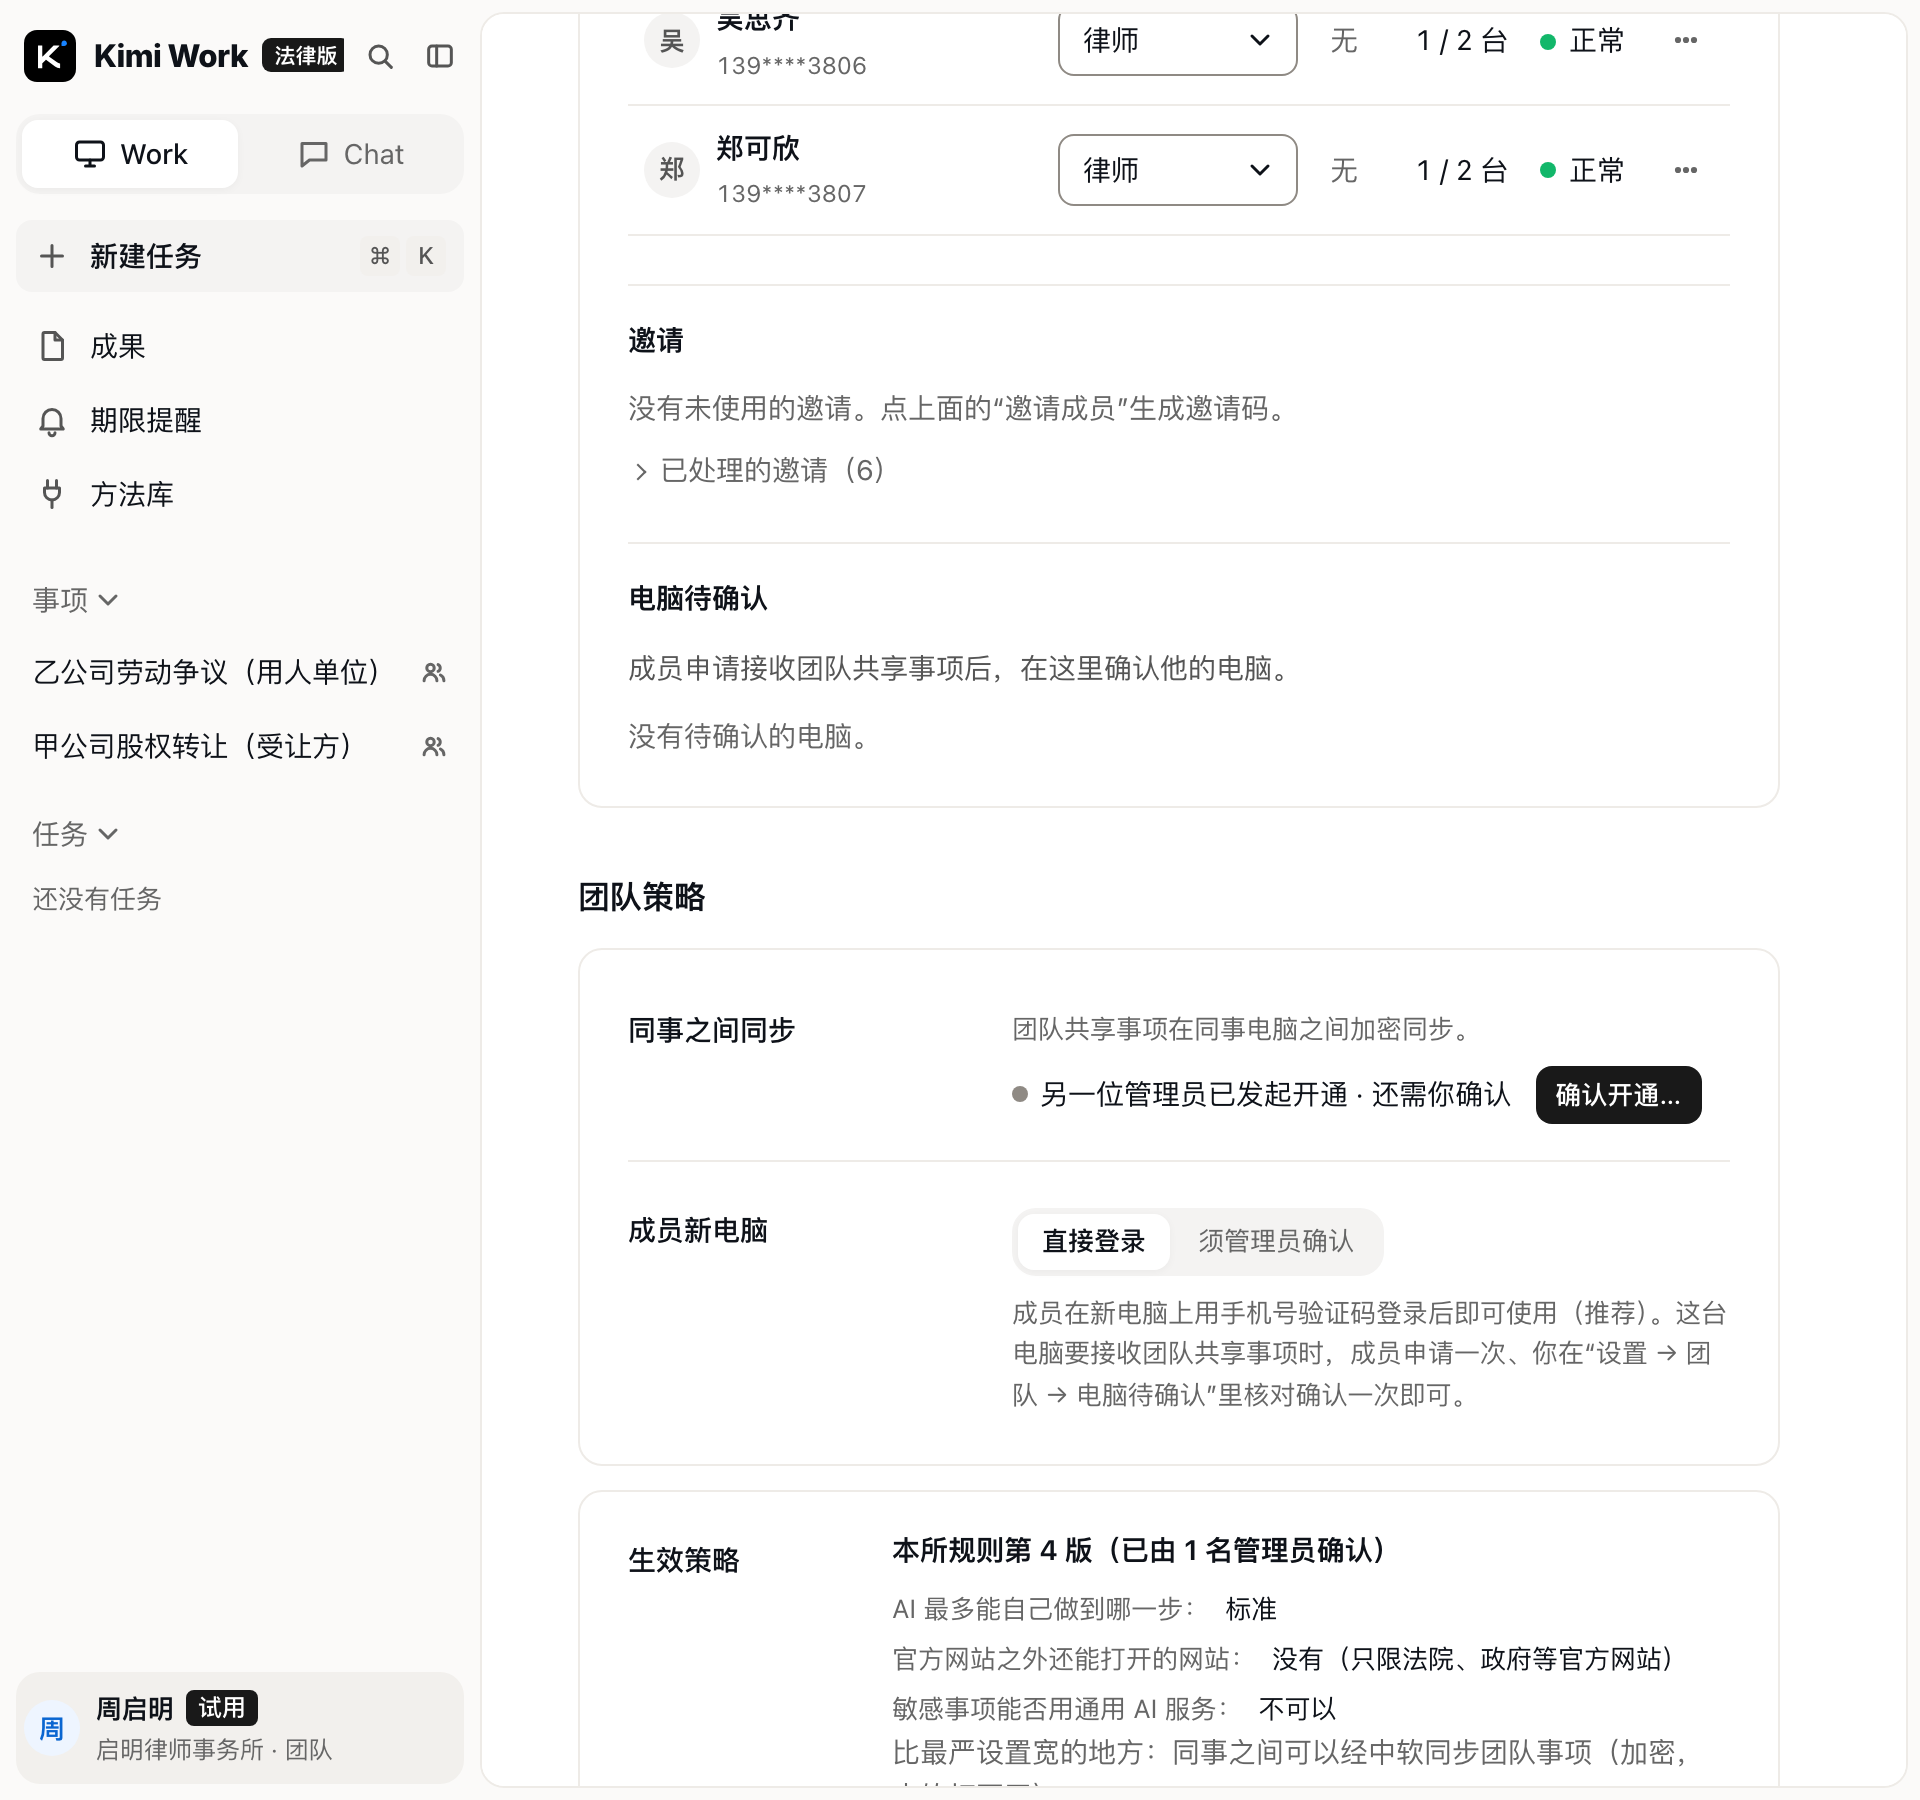 Kimi Work 法律版
Work
Chat
新建任务 ⌘ K
成果
期限提醒
方法库
事项
乙公司劳动争议（用人单位）
甲公司股权转让（受让方）
任务
还没有任务
周 周启明 试用
启明律师事务所 · 团队
吴 律师 无 1 / 2 台 正常
139****3806
郑 郑可欣 律师 无 1 / 2 台 正常
139****3807
邀请
没有未使用的邀请。点上面的“邀请成员”生成邀请码。
已处理的邀请（6）
电脑待确认
成员申请接收团队共享事项后，在这里确认他的电脑。
没有待确认的电脑。
团队策略
同事之间同步
团队共享事项在同事电脑之间加密同步。
另一位管理员已发起开通 · 还需你确认 确认开通...
成员新电脑
直接登录 须管理员确认
成员在新电脑上用手机号验证码登录后即可使用（推荐）。这台
电脑要接收团队共享事项时，成员申请一次、你在“设置 → 团
队 → 电脑待确认”里核对确认一次即可。
生效策略
本所规则第 4 版（已由 1 名管理员确认）
AI 最多能自己做到哪一步： 标准
官方网站之外还能打开的网站： 没有（只限法院、政府等官方网站）
敏感事项能否用通用 AI 服务： 不可以
比最严设置宽的地方：同事之间可以经中软同步团队事项（加密，